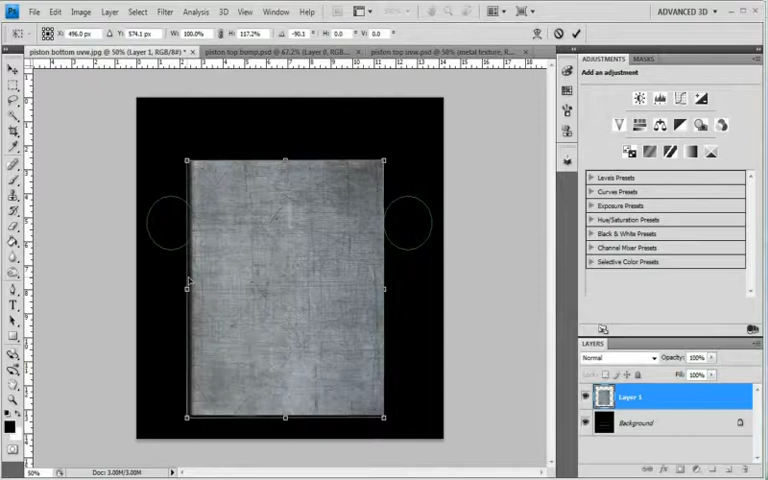 Ps File Edit Image Layer Select Filter Analysis 3D View Window Help ADVANCED 3D
X: 496.0 px Y: 574.1 px W: 100.0% H: 117.2% -90.1 H: 0.0 V: 0.0
piston bottom uvw.jpg @ 50% (Layer 1, RGB/8#) * × piston top bump.psd @ 67.2% (Layer 0, RGB... × piston top uvw.psd @ 50% (metal texture, R... ×
ADJUSTMENTS MASKS
Add an adjustment
Levels Presets
Curves Presets
Exposure Presets
Hue/Saturation Presets
Black & White Presets
Channel Mixer Presets
Selective Color Presets
LAYERS
Normal Opacity: 100%
Lock: Fill: 100%
Layer 1
Background
50% Doc: 3.00M/3.00M